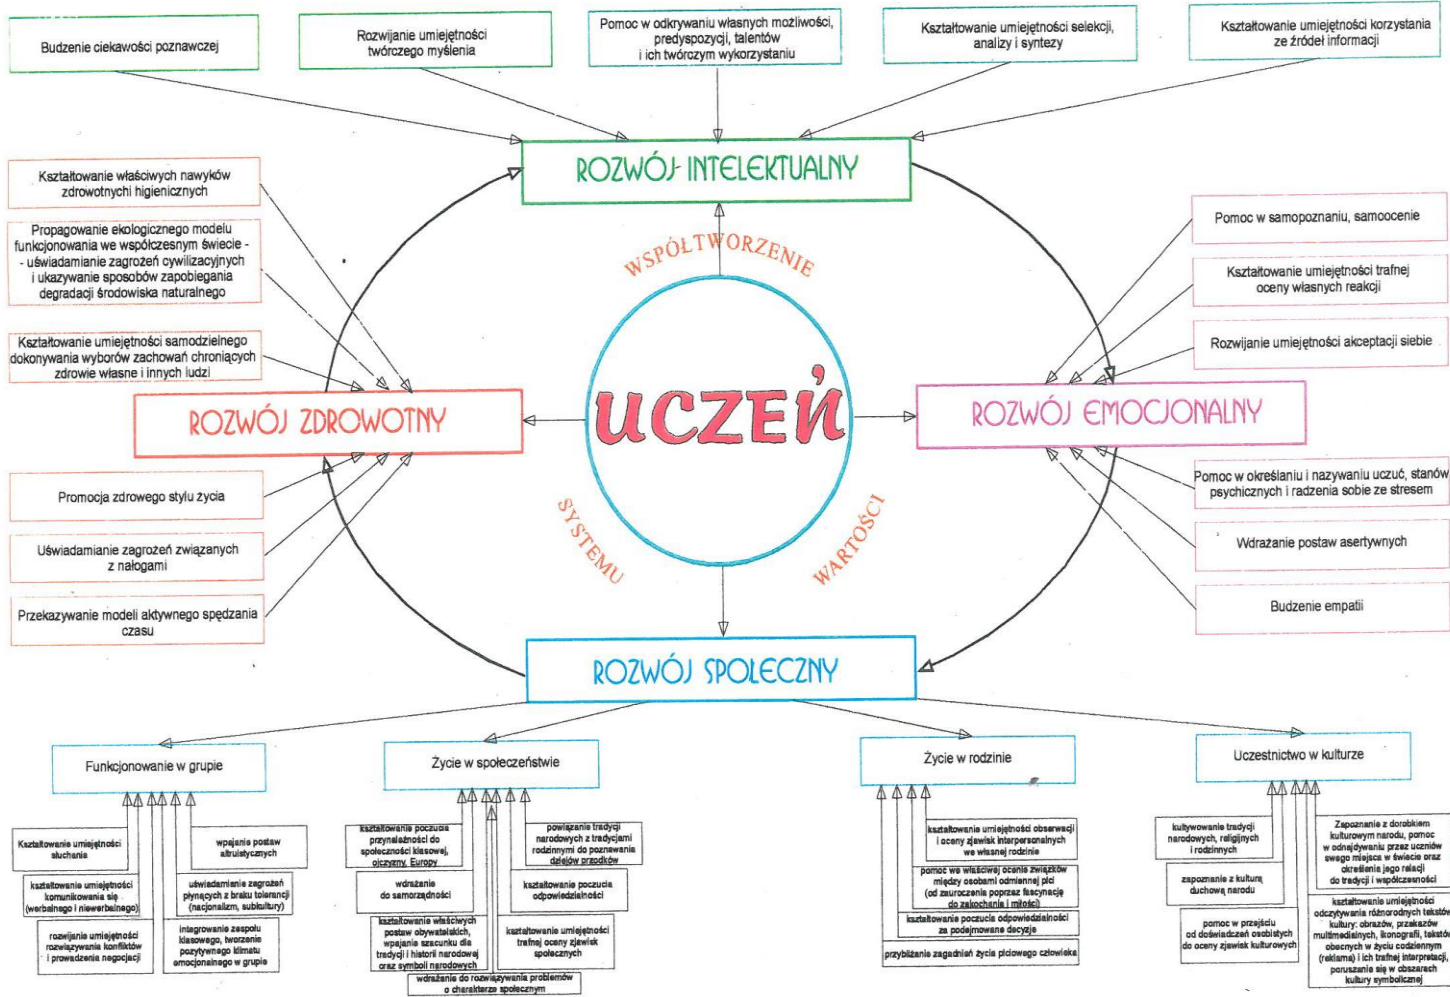 Budzenie ciekawości poznawczej
Rozwijanie umiejętności
twórczego myślenia
Pomoc w odkrywaniu własnych możliwości,
predyspozycji, talentów
i ich twórczym wykorzystaniu
Kształtowanie umiejętności selekcji,
analizy i syntezy
Kształtowanie umiejętności korzystania
ze źródeł informacji
ROZWÓJ INTELEKTUALNY
Kształtowanie właściwych nawyków
zdrowotnychi higienicznych
Propagowanie ekologicznego modelu
funkcjonowania we współczesnym świecie -
- uświadamianie zagrożeń cywilizacyjnych
i ukazywanie sposobów zapobiegania
degradacji środowiska naturalnego
Kształtowanie umiejętności samodzielnego
dokonywania wyborów zachowań chroniących
zdrowie własne i innych ludzi
ROZWÓJ ZDROWOTNY
Promocja zdrowego stylu życia
Uświadamianie zagrożeń związanych
z nałogami
Przekazywanie modeli aktywnego spędzania
czasu
WSPÓŁTWORZENIE
UCZEŃ
SYSTEMU
WARTOŚCI
Pomoc w samopoznaniu, samoocenie
Kształtowanie umiejętności trafnej
oceny własnych reakcji
Rozwijanie umiejętności akceptacji siebie
ROZWÓJ EMOCJONALNY
Pomoc w określaniu i nazywaniu uczuć, stanów
psychicznych i radzenia sobie ze stresem
Wdrażanie postaw asertywnych
Budzenie empatii
ROZWÓJ SPOŁECZNY
Funkcjonowanie w grupie
Kształtowanie umiejętności
słuchania
kształtowanie umiejętności
komunikowania się
(werbalnego i niewerbalnego)
rozwijanie umiejętności
rozwiązywania konfliktów
i prowadzenia negocjacji
wpajanie postaw
altruistycznych
uświadamianie zagrożeń
płynących z braku tolerancji
(nacjonalizm, subkultury)
integrowanie zespołu
klasowego, tworzenie
pozytywnego klimatu
emocjonalnego w grupie
Życie w społeczeństwie
kształtowanie poczucia
przynależności do
społeczności klasowej,
ojczyzny, Europy
wdrażanie
do samorządności
kształtowanie właściwych
postaw obywatelskich,
wpajanie szacunku dla
tradycji i historii narodowej
oraz symboli narodowych
powiązanie tradycji
narodowych z tradycjami
rodzinnymi do poznawania
dziejów przodków
kształtowanie poczucia
odpowiedzialności
kształtowanie umiejętności
trafnej oceny zjawisk
społecznych
wdrażanie do rozwiązywania problemów
o charakterze społecznym
Życie w rodzinie
kształtowanie umiejętności obserwacji
i oceny zjawisk interpersonalnych
we własnej rodzinie
pomoc we właściwej ocenie związków
między osobami odmiennej płci
(od zauroczenia poprzez fascynację
do zakochania i miłości)
kształtowanie poczucia odpowiedzialności
za podejmowane decyzje
przybliżanie zagadnień życia płciowego człowieka
Uczestnictwo w kulturze
kultywowanie tradycji
narodowych, religijnych
i rodzinnych
zapoznanie z kulturą
duchową narodu
pomoc w przejściu
od doświadczeń osobistych
do oceny zjawisk kulturowych
Zapoznanie z dorobkiem
kulturowym narodu, pomoc
w odnajdywaniu przez uczniów
swego miejsca w świecie oraz
określenia jego relacji
do tradycji i współczesności
kształtowanie umiejętności
odczytywania różnorodnych tekstów
kultury: obrazów, przekazów
multimedialnych, ikonografii, tekstów
obecnych w życiu codziennym
(reklama) i ich trafnej interpretacji,
poruszanie się w obszarach
kultury symbolicznej